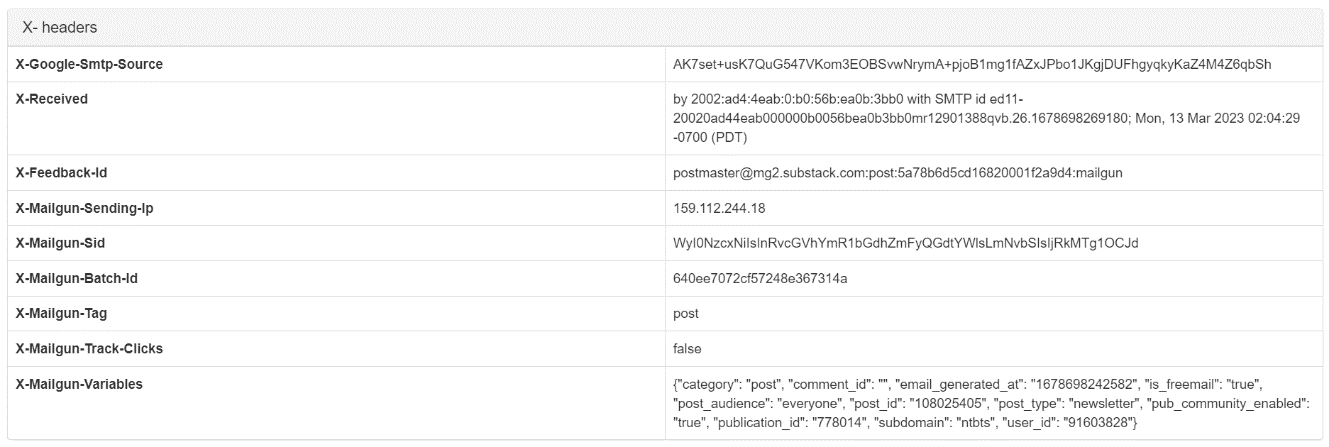 X- headers
X-Google-Smtp-Source
AK7set+usK7QuG547VKom3EOBSvwNrymA+pjoB1mg1fAZxJPbo1JKgjDUFhgyqkyKaZ4M4Z6qbSh
X-Received
by 2002:ad4:4eab:0:b0:56b:ea0b:3bb0 with SMTP id ed11-
20020ad44eab000000b0056bea0b3bb0mr12901388qvb.26.1678698269180; Mon, 13 Mar 2023 02:04:29
-0700 (PDT)
X-Feedback-Id
postmaster@mg2.substack.com:post:5a78b6d5cd16820001f2a9d4:mailgun
X-Mailgun-Sending-Ip
159.112.244.18
X-Mailgun-Sid
WyI0NzcxNiIsInRvcGVhYmR1bGdhZmFyQGdtYWlsLmNvbSIsIjRkMTg1OCJd
X-Mailgun-Batch-Id
640ee7072cf57248e367314a
X-Mailgun-Tag
post
X-Mailgun-Track-Clicks
false
X-Mailgun-Variables
{"category": "post", "comment_id": "", "email_generated_at": "1678698242582", "is_freemail": "true",
"post_audience": "everyone", "post_id": "108025405", "post_type": "newsletter", "pub_community_enabled":
"true", "publication_id": "778014", "subdomain": "ntbts", "user_id": "91603828"}